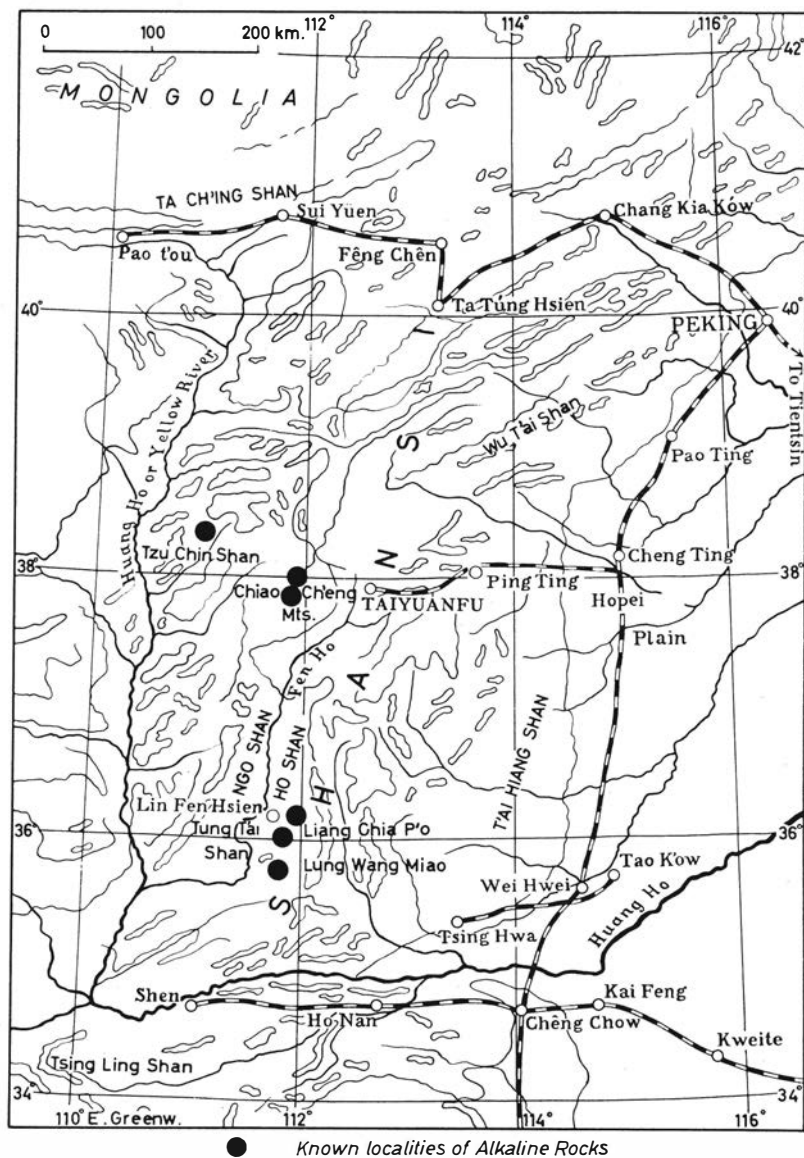 0 100 200 km.
112° 114° 116°
42°
MONGOLIA
TA CH'ING SHAN
Sui Yüen
Chang Kia Ków
Pao t'ou
Fêng Chên
40°
Ta Túng Hsien
40°
PEKING
To Tientsin
Huang Ho or Yellow River
Wu T'ai Shan
Pao Ting
SHANSI
Tzu Chin Shan
38°
Cheng Ting
38°
Chiao Ch'eng
Mts.
TAIYUANFU
Ping Ting
Hopei
Plain
Fen Ho
NGO SHAN
HO SHAN
T'AI HIANG SHAN
Lin Fen Hsien
Tung Tai
Shan
36°
Liang Chia P'o
36°
Lung Wang Miao
Wei Hwei
Tao K'ow
Tsing Hwa
Huang Ho
Shen
Ho Nan
Kai Feng
Chêng Chow
Kweite
Tsing Ling Shan
34°
34°
110° E. Greenw. 112° 114° 116°
Known localities of Alkaline Rocks